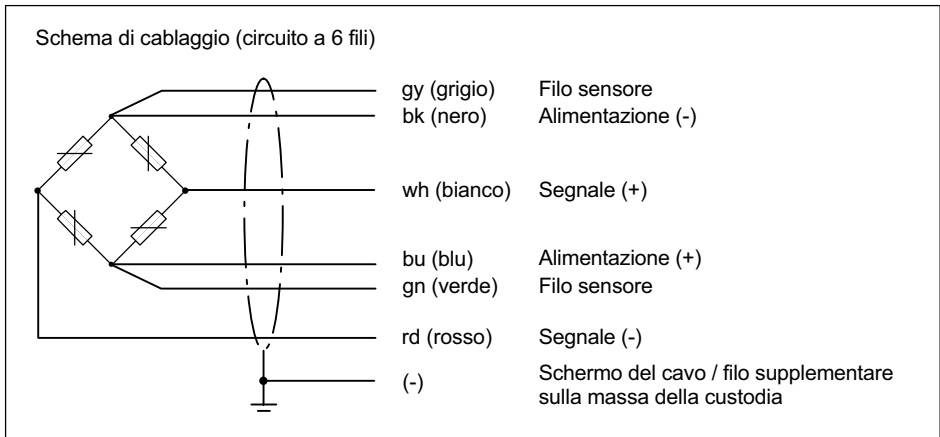 Schema di cablaggio (circuito a 6 fili)
gy (grigio) Filo sensore
bk (nero) Alimentazione (-)
wh (bianco) Segnale (+)
bu (blu) Alimentazione (+)
gn (verde) Filo sensore
rd (rosso) Segnale (-)
(-) Schermo del cavo / filo supplementare
sulla massa della custodia